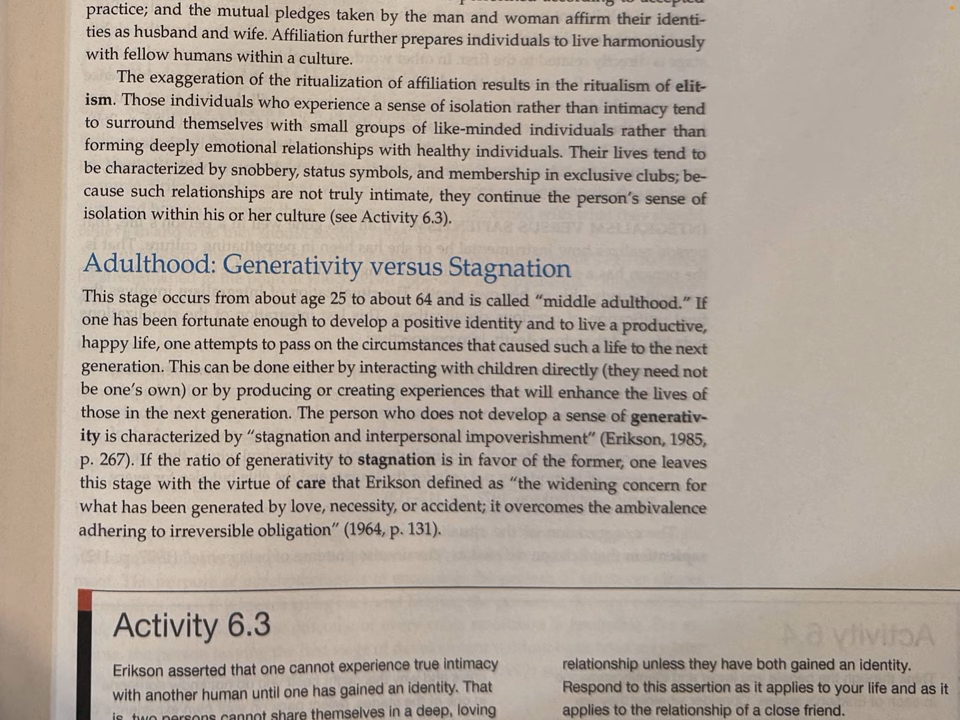 practice; and the mutual pledges taken by the man and woman affirm their identi-
ties as husband and wife. Affiliation further prepares individuals to live harmoniously
with fellow humans within a culture.
The exaggeration of the ritualization of affiliation results in the ritualism of elit-
ism. Those individuals who experience a sense of isolation rather than intimacy tend
to surround themselves with small groups of like-minded individuals rather than
forming deeply emotional relationships with healthy individuals. Their lives tend to
be characterized by snobbery, status symbols, and membership in exclusive clubs; be-
cause such relationships are not truly intimate, they continue the person's sense of
isolation within his or her culture (see Activity 6.3).
Adulthood: Generativity versus Stagnation
This stage occurs from about age 25 to about 64 and is called "middle adulthood." If
one has been fortunate enough to develop a positive identity and to live a productive,
happy life, one attempts to pass on the circumstances that caused such a life to the next
generation. This can be done either by interacting with children directly (they need not
be one's own) or by producing or creating experiences that will enhance the lives of
those in the next generation. The person who does not develop a sense of generativ-
ity is characterized by "stagnation and interpersonal impoverishment" (Erikson, 1985,
p. 267). If the ratio of generativity to stagnation is in favor of the former, one leaves
this stage with the virtue of care that Erikson defined as "the widening concern for
what has been generated by love, necessity, or accident; it overcomes the ambivalence
adhering to irreversible obligation" (1964, p. 131).
Activity 6.3
Erikson asserted that one cannot experience true intimacy
with another human until one has gained an identity. That
is, two persons cannot share themselves in a deep, loving
relationship unless they have both gained an identity.
Respond to this assertion as it applies to your life and as it
applies to the relationship of a close friend.